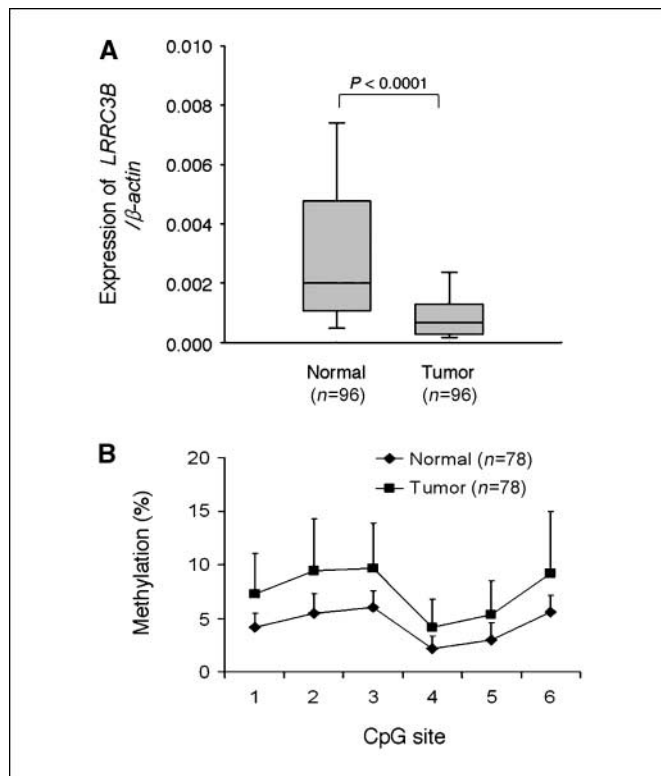 A
Expression of LRRC3B
/β-actin
0.010
0.008
0.006
0.004
0.002
0.000
P < 0.0001
Normal
(n=96)
Tumor
(n=96)
B
Methylation (%)
20
15
10
5
0
Normal (n=78)
Tumor (n=78)
1 2 3 4 5 6
CpG site